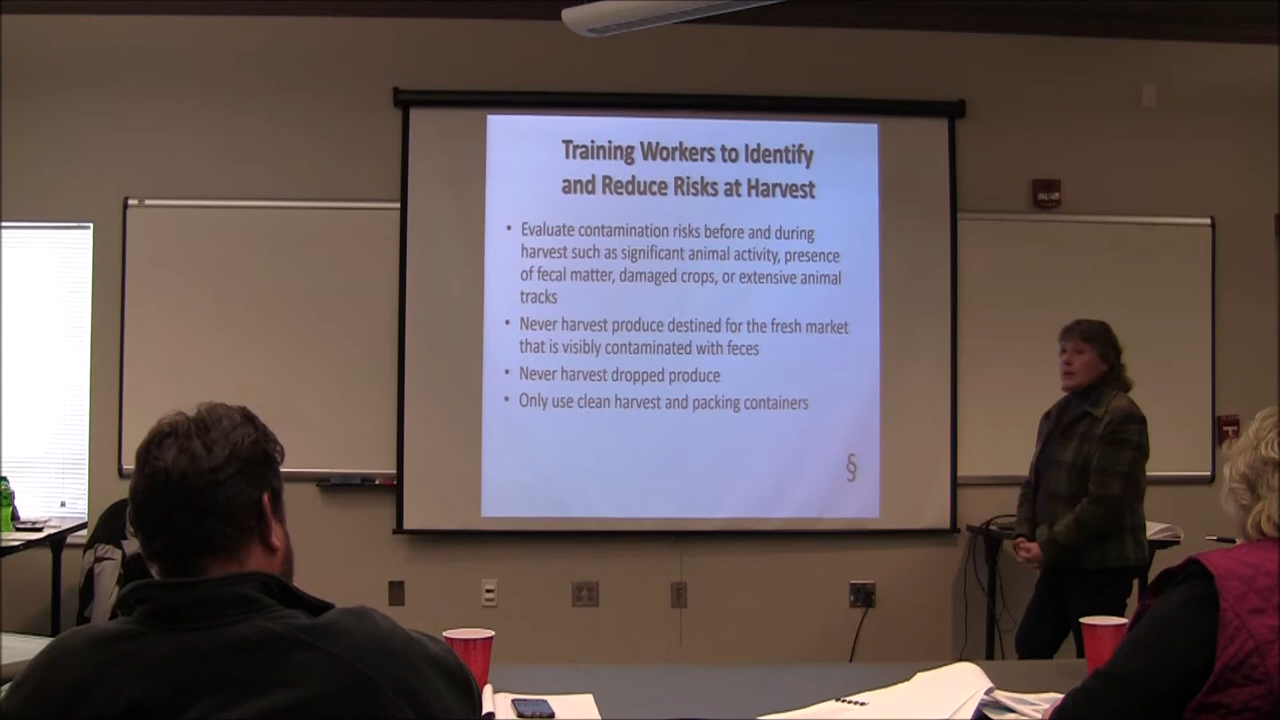 Training Workers to Identify
and Reduce Risks at Harvest
• Evaluate contamination risks before and during
harvest such as significant animal activity, presence
of fecal matter, damaged crops, or extensive animal
tracks
• Never harvest produce destined for the fresh market
that is visibly contaminated with feces
• Never harvest dropped produce
• Only use clean harvest and packing containers
§